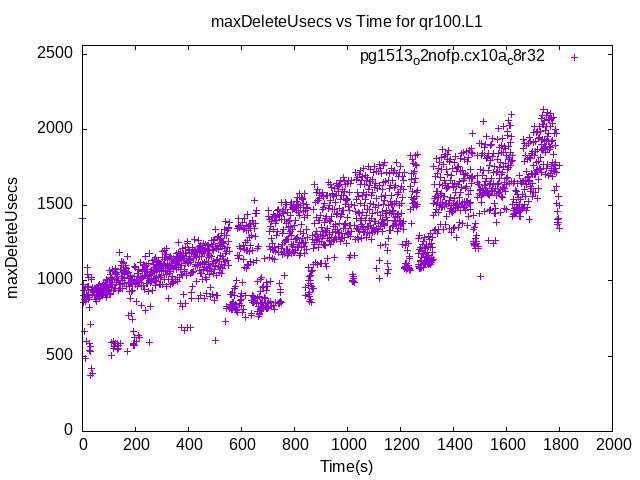 maxDeleteUsecs vs Time for qr100.L1
pg1513o2nofp.cx10ac8r32
maxDeleteUsecs
2500
2000
1500
1000
500
0
0 200 400 600 800 1000 1200 1400 1600 1800 2000
Time(s)